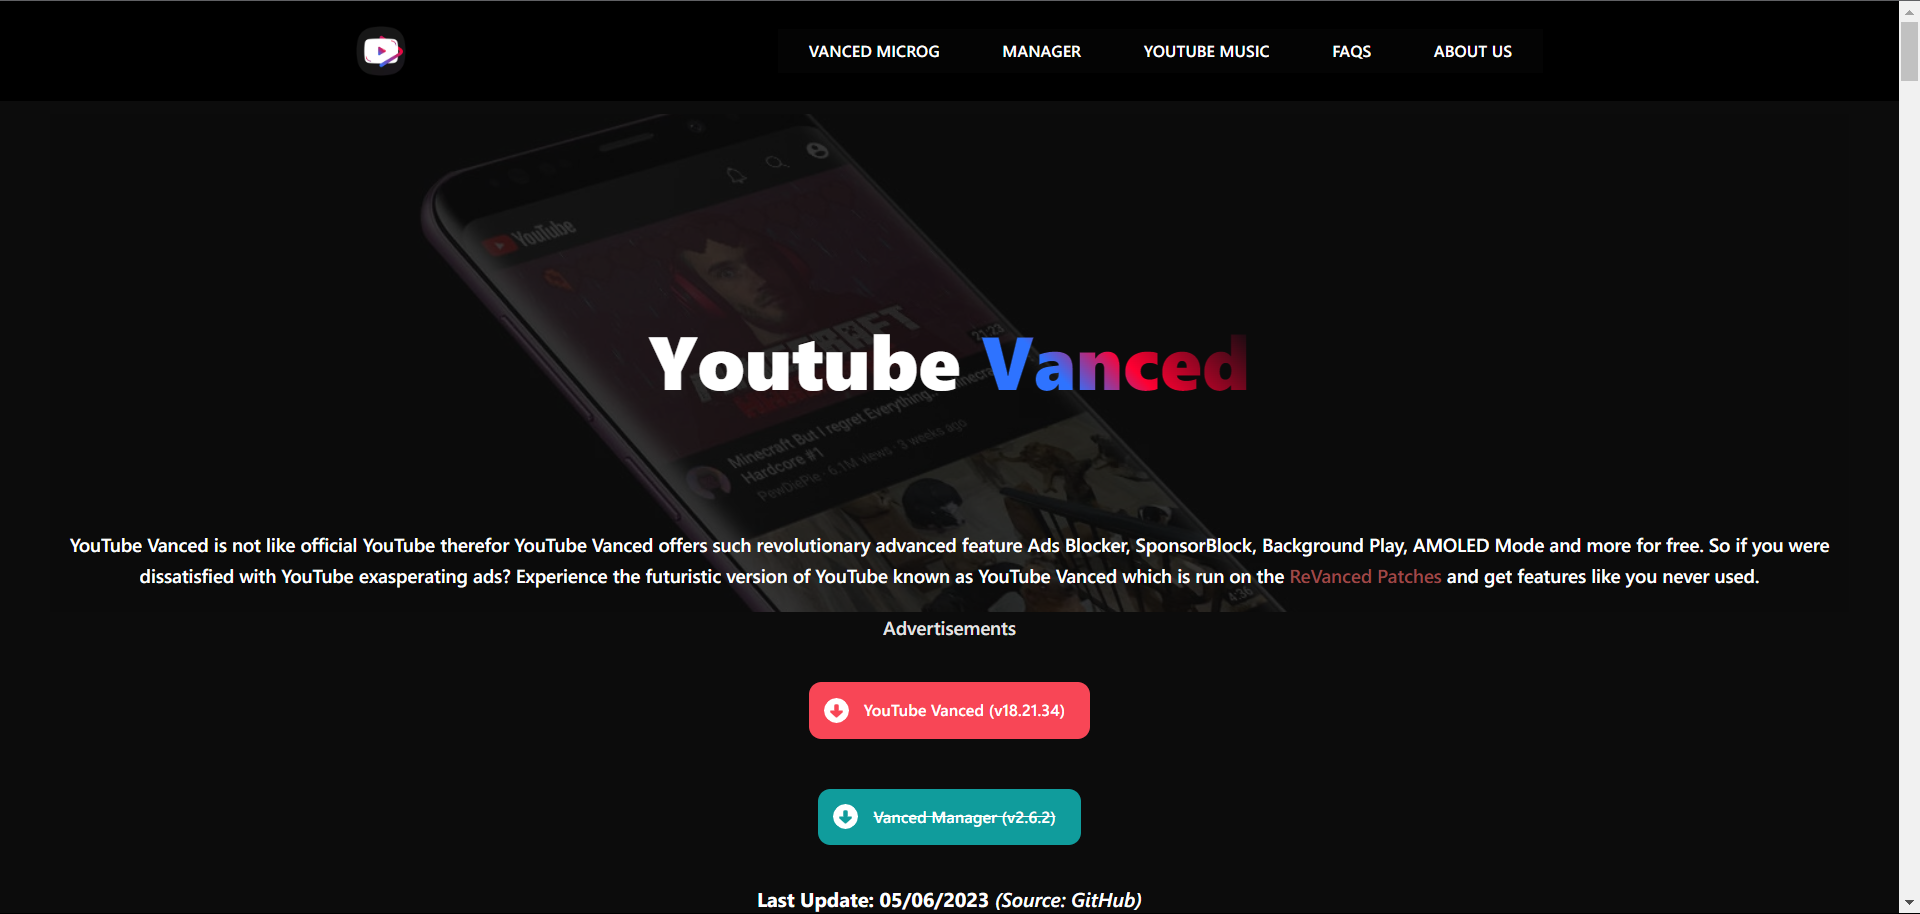 VANCED MICROG MANAGER YOUTUBE MUSIC FAQS ABOUT US
YouTube
21:23
Youtube Vanced
Minecraft But I regret Everything..
Hardcore #1
PewDiePie · 6.1M views · 3 weeks ago
YouTube Vanced is not like official YouTube therefor YouTube Vanced offers such revolutionary advanced feature Ads Blocker, SponsorBlock, Background Play, AMOLED Mode and more for free. So if you were
dissatisfied with YouTube exasperating ads? Experience the futuristic version of YouTube known as YouTube Vanced which is run on the ReVanced Patches and get features like you never used.
4:36
Advertisements
YouTube Vanced (v18.21.34)
Vanced Manager (v2.6.2)
Last Update: 05/06/2023 (Source: GitHub)